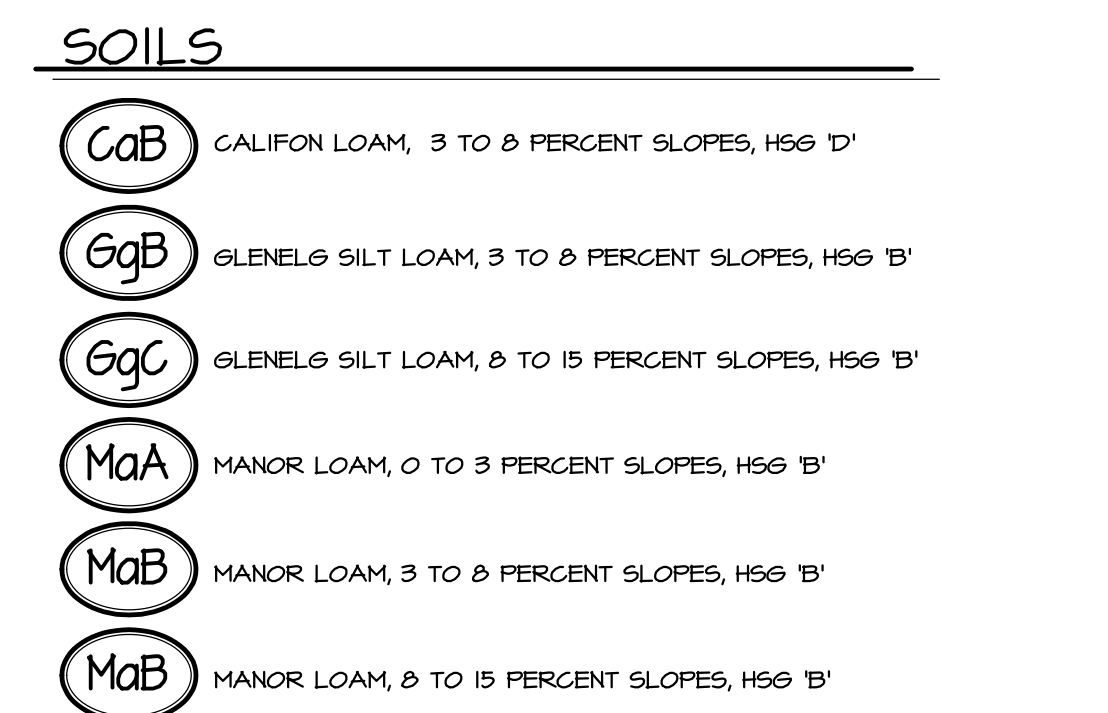 SOILS
CaB CALIFON LOAM, 3 TO 8 PERCENT SLOPES, HSG 'D'
GgB GLENELG SILT LOAM, 3 TO 8 PERCENT SLOPES, HSG 'B'
GgC GLENELG SILT LOAM, 8 TO 15 PERCENT SLOPES, HSG 'B'
MaA MANOR LOAM, 0 TO 3 PERCENT SLOPES, HSG 'B'
MaB MANOR LOAM, 3 TO 8 PERCENT SLOPES, HSG 'B'
MaB MANOR LOAM, 8 TO 15 PERCENT SLOPES, HSG 'B'